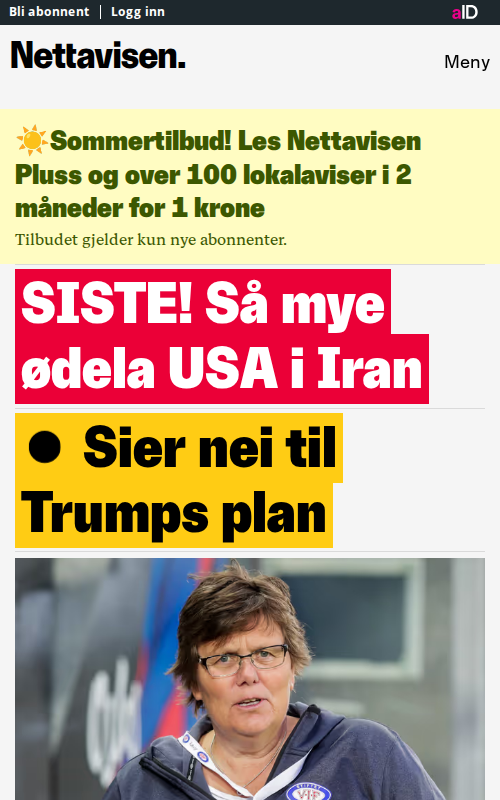 Bli abonnent | Logg inn
aID
Nettavisen.
Meny
☀️Sommertilbud! Les Nettavisen
Pluss og over 100 lokalaviser i 2
måneder for 1 krone
Tilbudet gjelder kun nye abonnenter.
SISTE! Så mye
ødela USA i Iran
● Sier nei til
Trumps plan
VIF